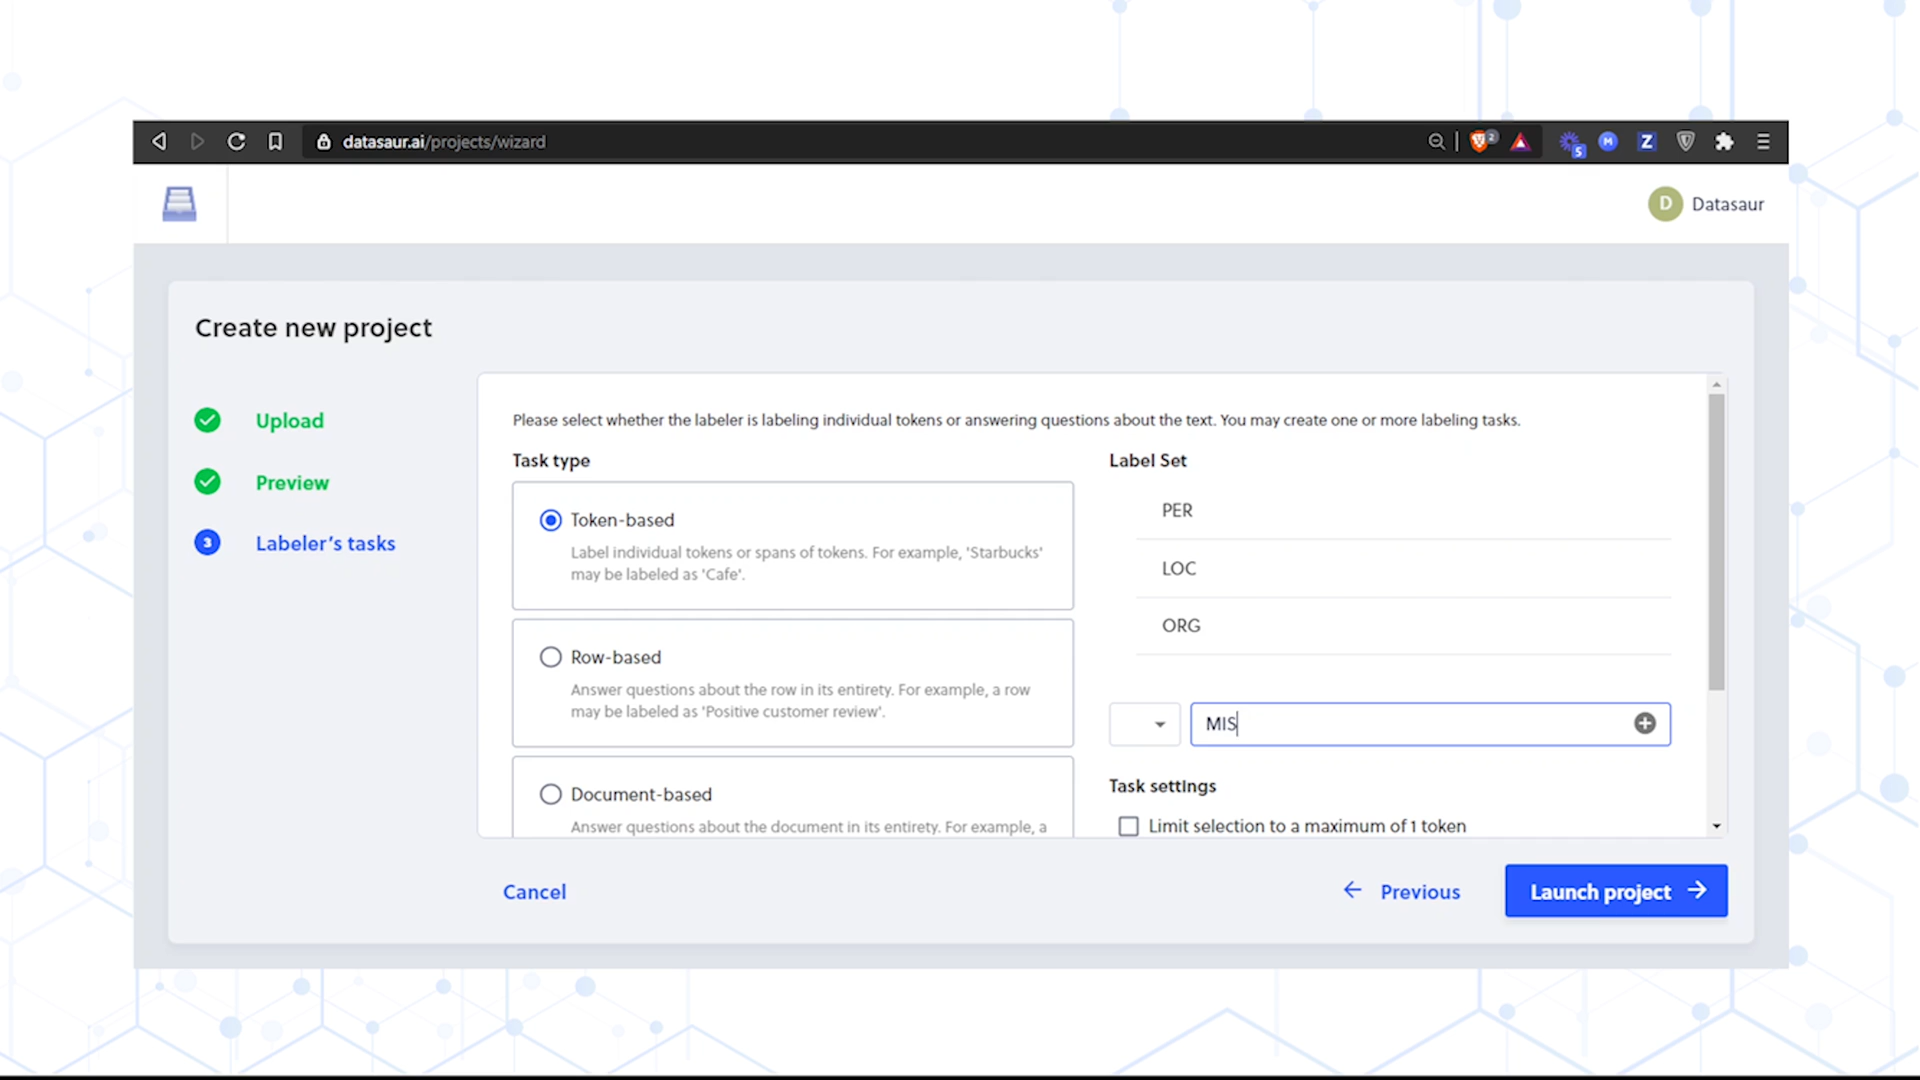 datasaur.ai/projects/wizard
2
5
M
Z
D Datasaur
Create new project
Upload
Preview
3 Labeler's tasks
Please select whether the labeler is labeling individual tokens or answering questions about the text. You may create one or more labeling tasks.
Task type
Token-based
Label individual tokens or spans of tokens. For example, 'Starbucks'
may be labeled as 'Cafe'.
Row-based
Answer questions about the row in its entirety. For example, a row
may be labeled as 'Positive customer review'.
Document-based
Answer questions about the document in its entirety. For example, a
Label Set
PER
LOC
ORG
MIS
Task settings
Limit selection to a maximum of 1 token
Cancel
Previous
Launch project